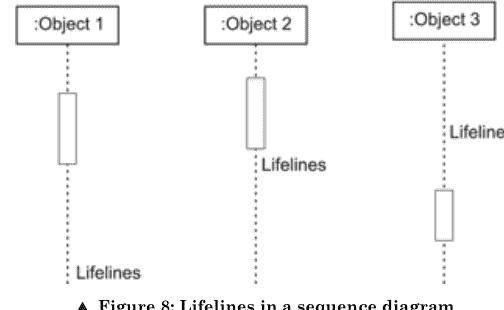 :Object 1
:Object 2
:Object 3
Lifeline
Lifelines
Lifelines
▲ Figure 8: Lifelines in a sequence diagram